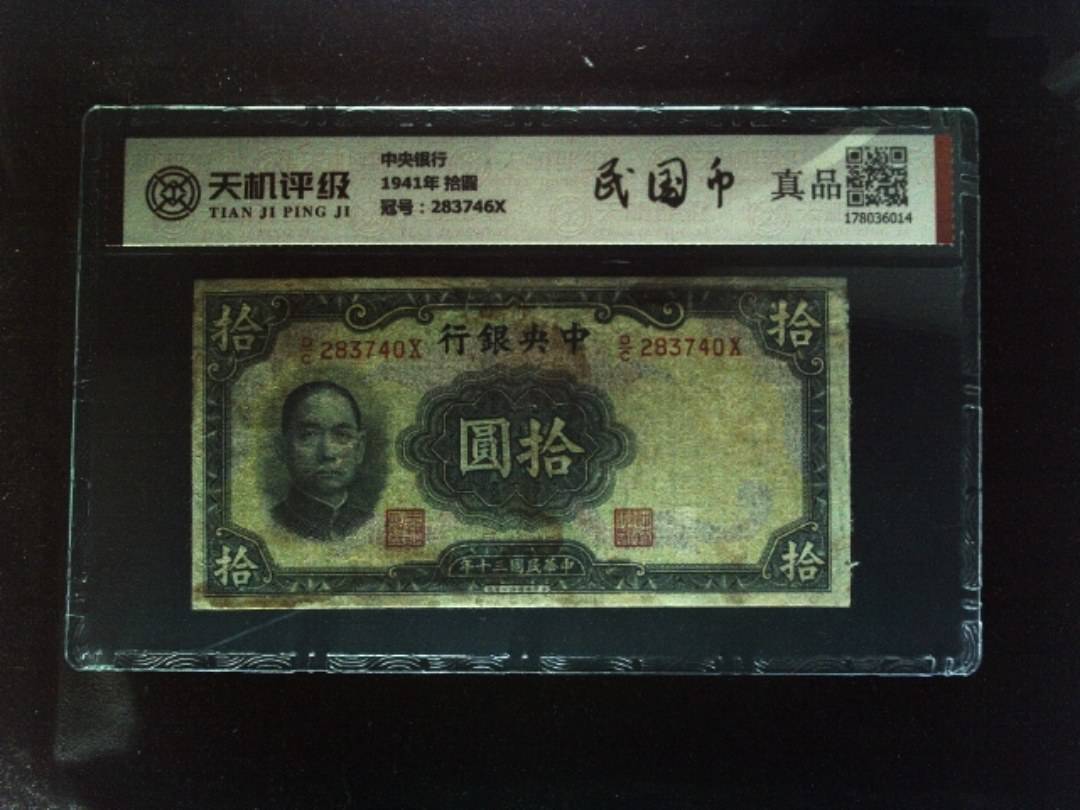 天机评级
TIAN JI PING JI
中央银行
1941年 拾圓
冠号：283746X
民国币
真品
178036014
拾
拾
行銀央中
D/C 283740X
D/C 283740X
圓拾
年十三國民華中
拾
拾